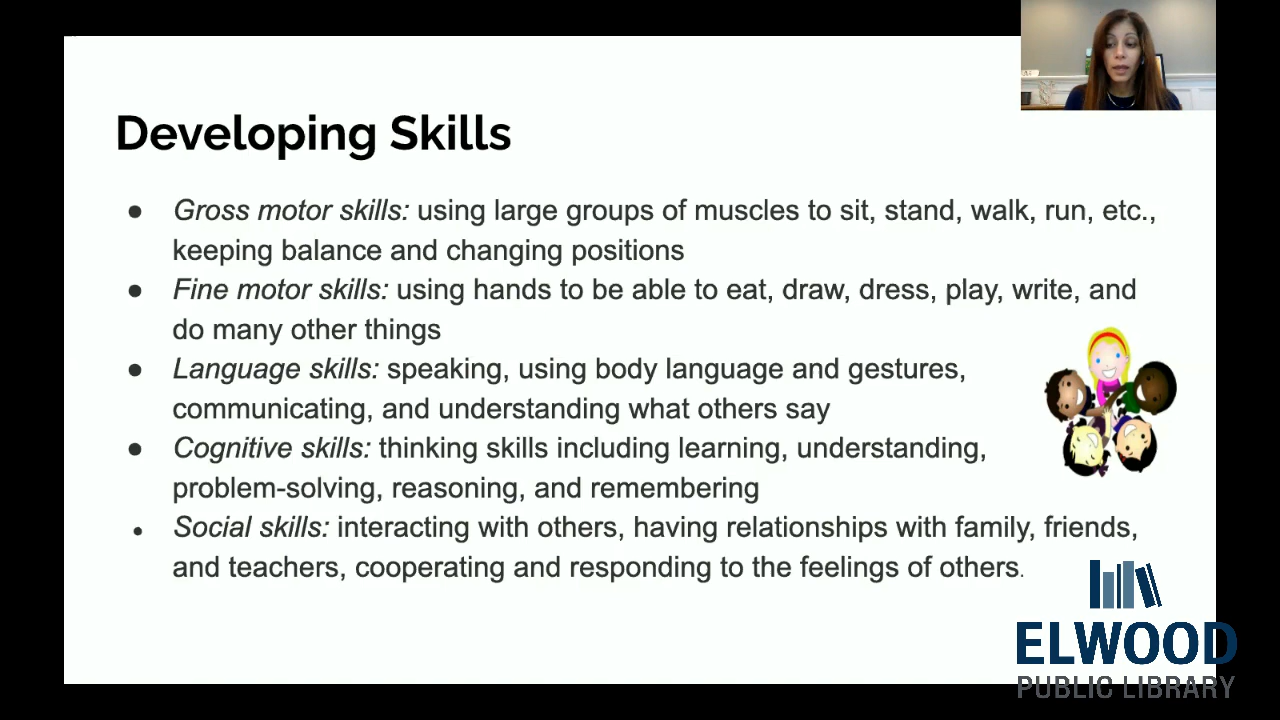 Developing Skills
● Gross motor skills: using large groups of muscles to sit, stand, walk, run, etc.,
keeping balance and changing positions
● Fine motor skills: using hands to be able to eat, draw, dress, play, write, and
do many other things
● Language skills: speaking, using body language and gestures,
communicating, and understanding what others say
● Cognitive skills: thinking skills including learning, understanding,
problem-solving, reasoning, and remembering
• Social skills: interacting with others, having relationships with family, friends,
and teachers, cooperating and responding to the feelings of others.
ELWOOD
PUBLIC LIBRARY